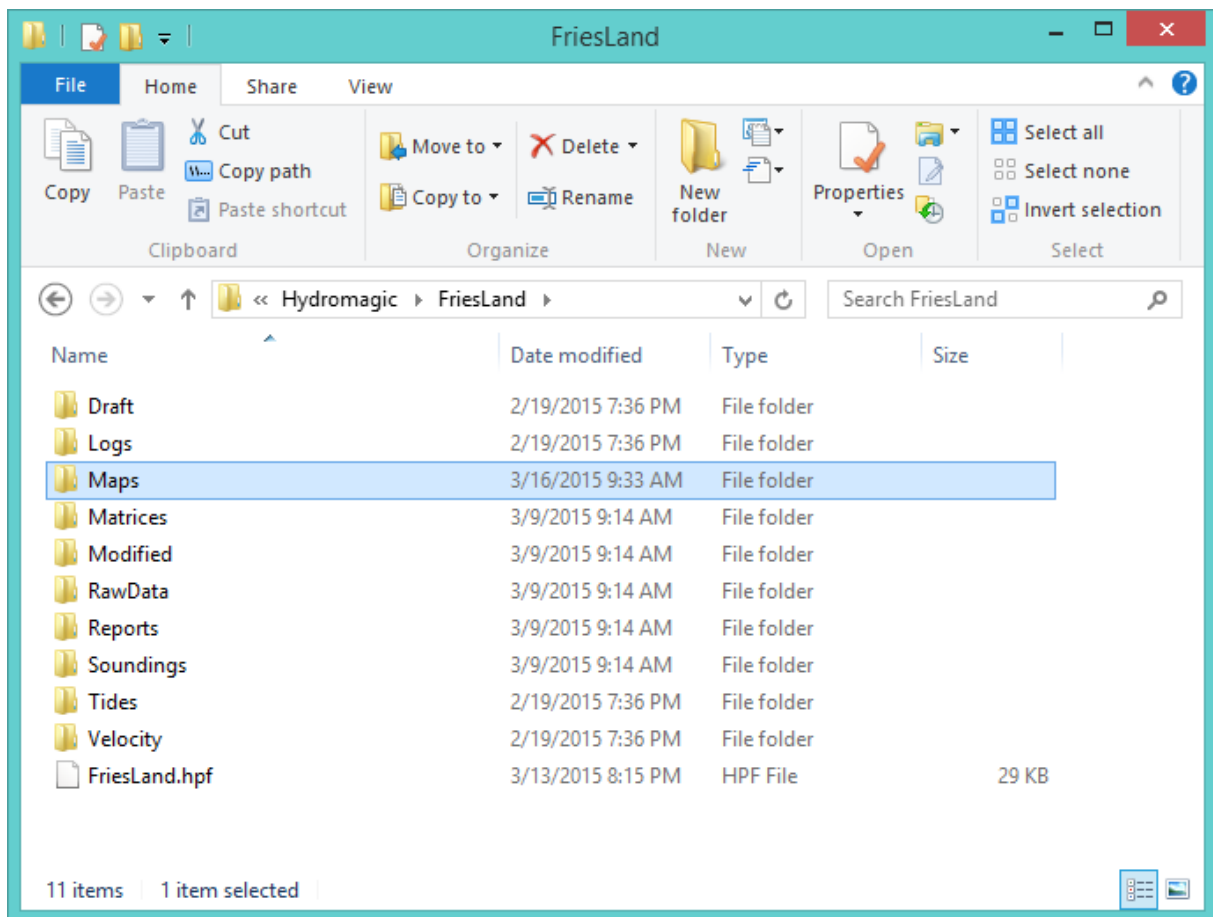 FriesLand
File Home Share View
Copy Paste Cut Copy path Paste shortcut
Move to Copy to Delete Rename
New folder
Properties
Select all Select none Invert selection
Clipboard Organize New Open Select
« Hydromagic FriesLand Search FriesLand
Name Date modified Type Size
Draft 2/19/2015 7:36 PM File folder
Logs 2/19/2015 7:36 PM File folder
Maps 3/16/2015 9:33 AM File folder
Matrices 3/9/2015 9:14 AM File folder
Modified 3/9/2015 9:14 AM File folder
RawData 3/9/2015 9:14 AM File folder
Reports 3/9/2015 9:14 AM File folder
Soundings 3/9/2015 9:14 AM File folder
Tides 2/19/2015 7:36 PM File folder
Velocity 2/19/2015 7:36 PM File folder
FriesLand.hpf 3/13/2015 8:15 PM HPF File 29 KB
11 items 1 item selected